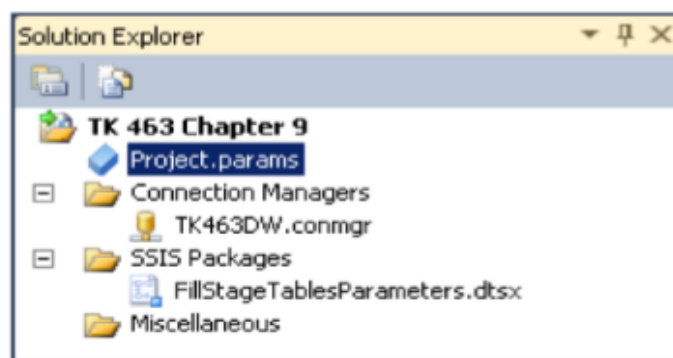 Solution Explorer
TK 463 Chapter 9
Project.params
Connection Managers
TK463DW.conmgr
SSIS Packages
FillStageTablesParameters.dtsx
Miscellaneous